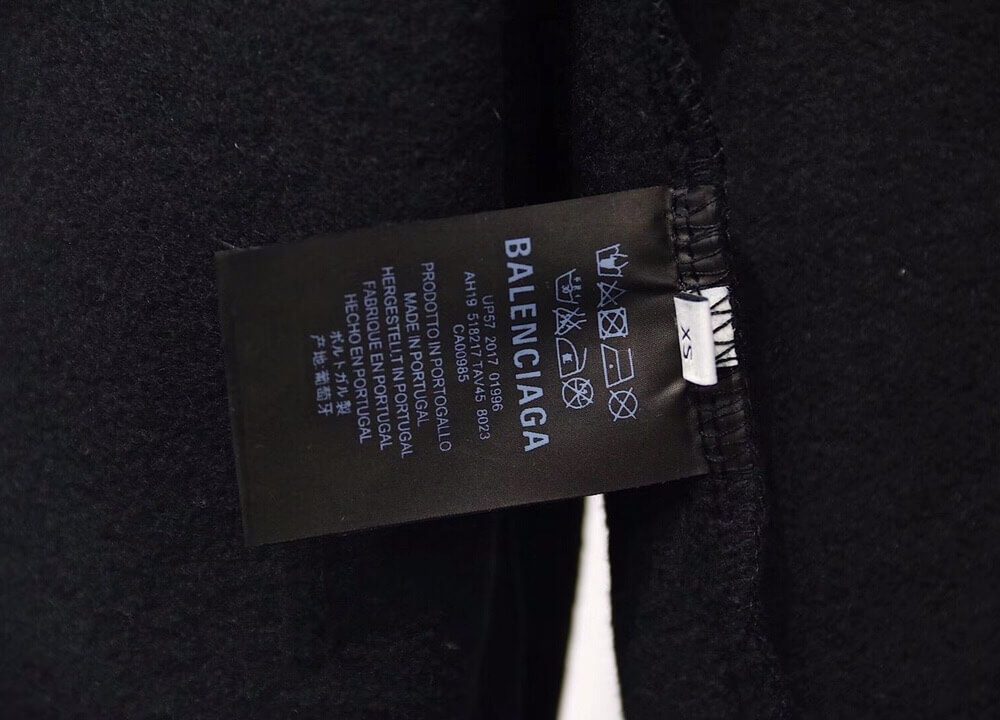 XS
BALENCIAGA
UP57 2017 01996
AH19 518217 TAV45 8023
CA00985
PRODOTTO IN PORTOGALLO
MADE IN PORTUGAL
HERGESTELLT IN PORTUGAL
FABRIQUE EN PORTUGAL
HECHO EN PORTUGAL
ポルトガル製
产地:葡萄牙